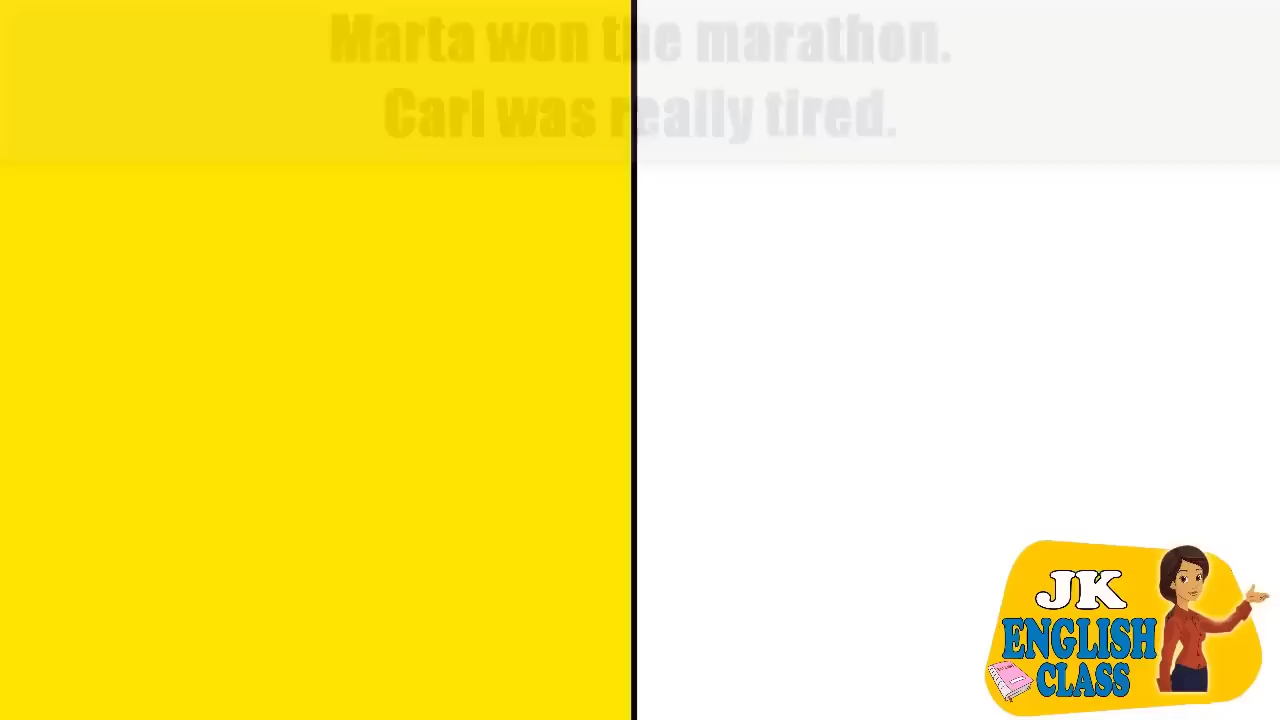 Marta won the marathon.
Carl was really tired.
JK
ENGLISH
CLASS